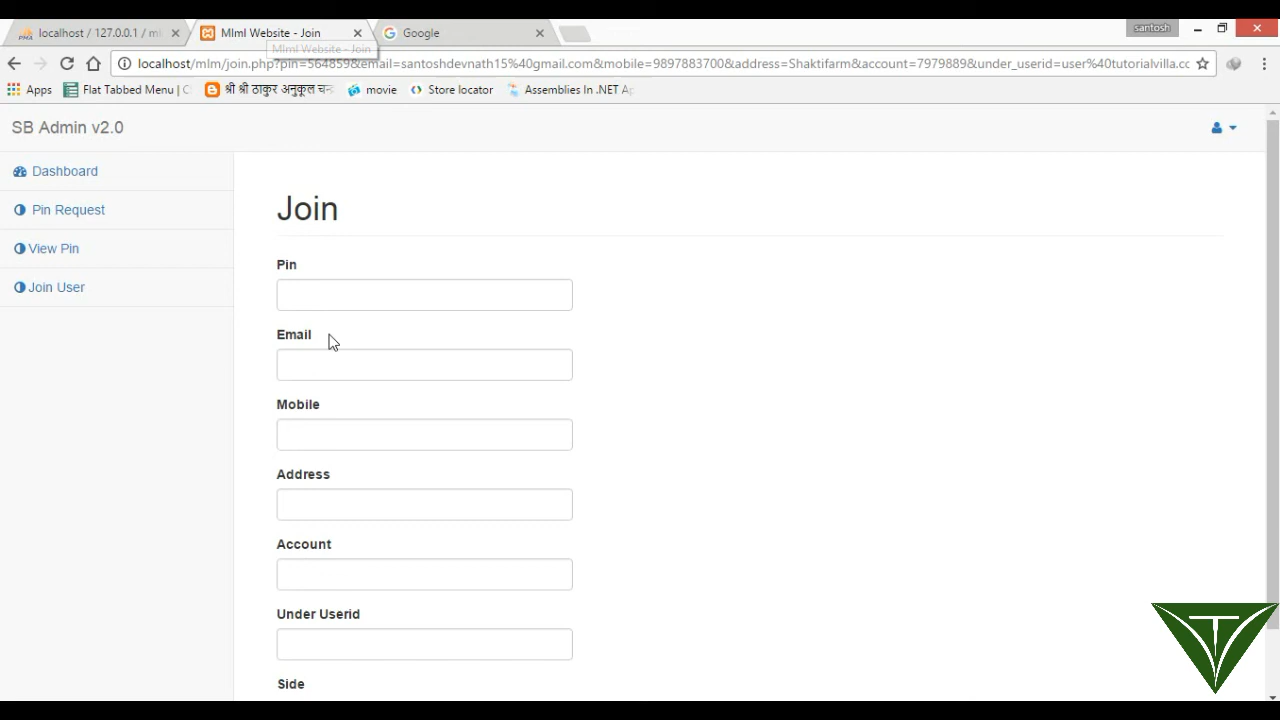 localhost / 127.0.0.1 / ml
Mlml Website - Join
Google
santosh
Mlml Website - Join
localhost/mlm/join.php?pin=564859&email=santoshdevnath15%40gmail.com&mobile=9897883700&address=Shaktifarm&account=7979889&under_userid=user%40tutorialvilla.cc
Apps
Flat Tabbed Menu | C
श्री श्री ठाकुर अनुकूल चन्
movie
Store locator
Assemblies In .NET Ap
SB Admin v2.0
Dashboard
Pin Request
View Pin
Join User
Join
Pin
Email
Mobile
Address
Account
Under Userid
Side